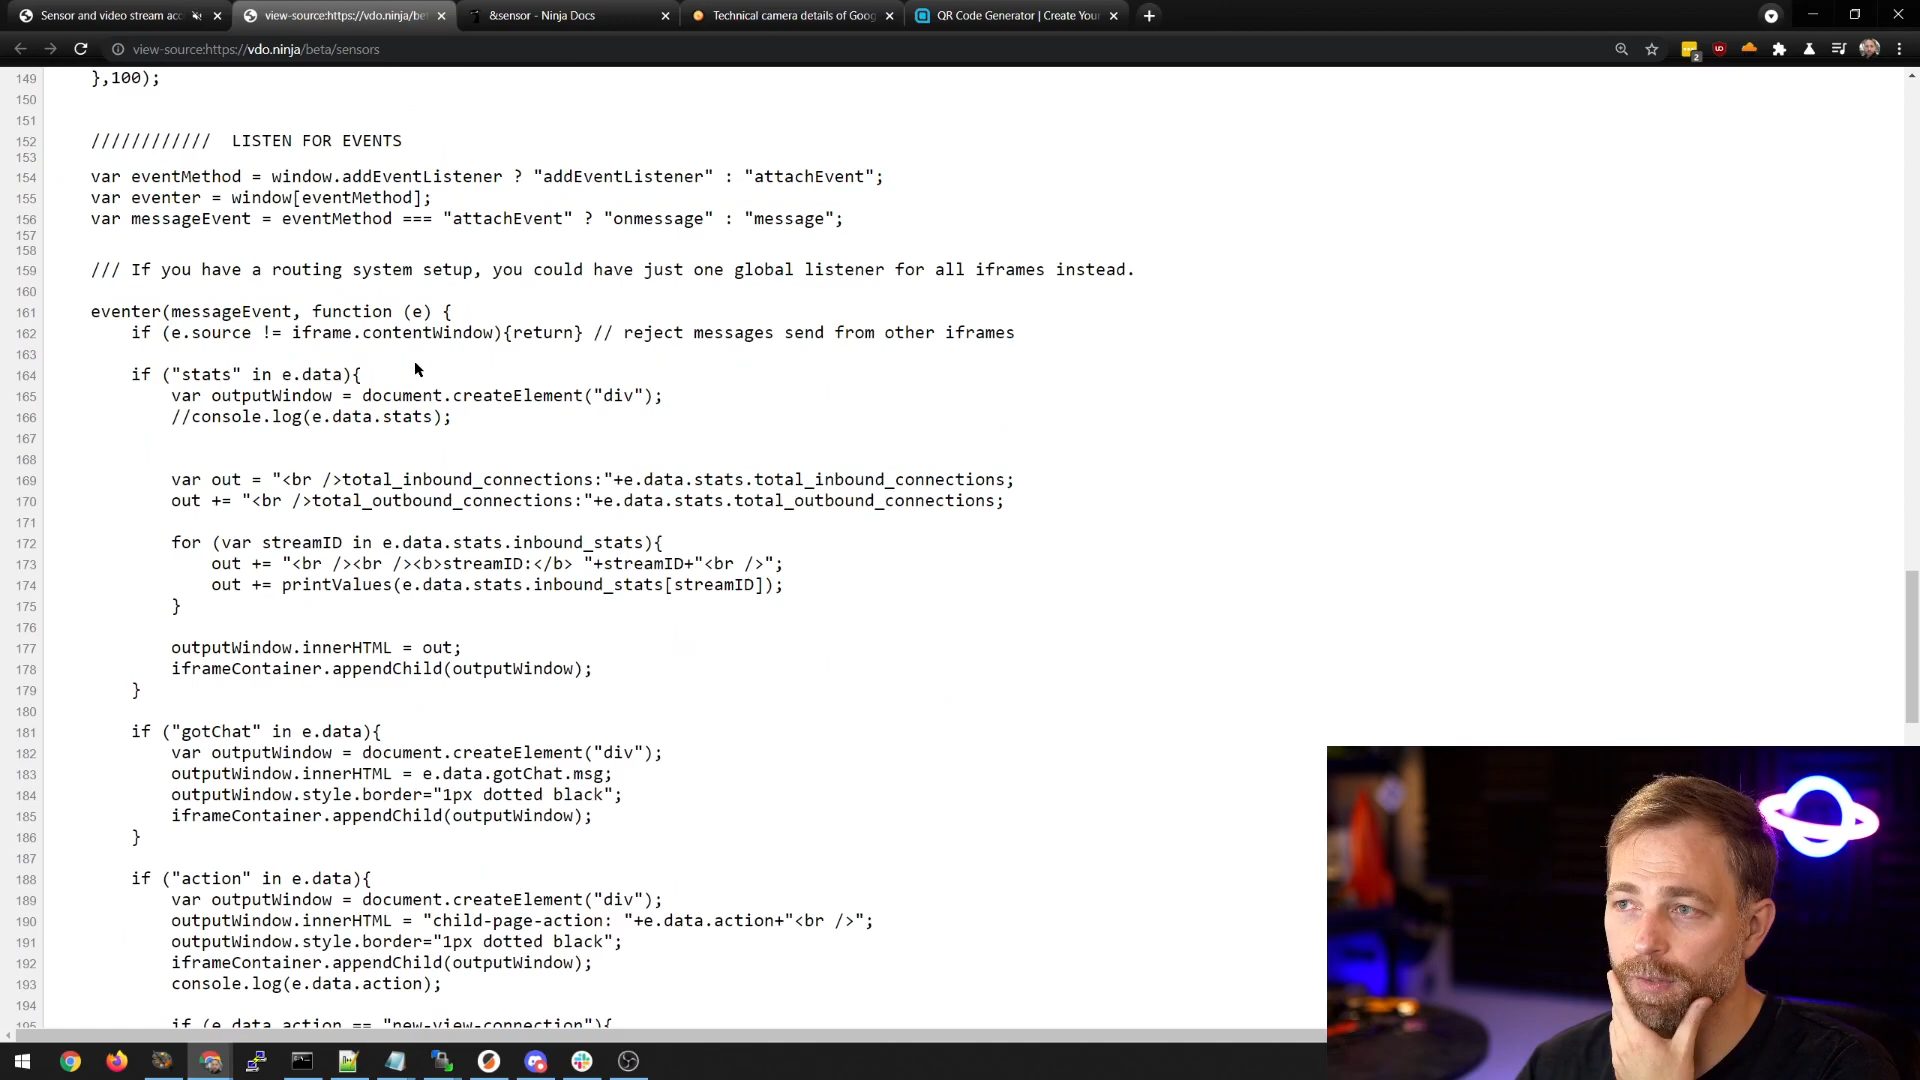 Sensor and video stream acc
view-source:https://vdo.ninja/be
&sensor - Ninja Docs
Technical camera details of Goog
QR Code Generator | Create You
view-source:https://vdo.ninja/beta/sensors
2
149 },100);
150
151
152 //////////// LISTEN FOR EVENTS
153
154 var eventMethod = window.addEventListener ? "addEventListener" : "attachEvent";
155 var eventer = window[eventMethod];
156 var messageEvent = eventMethod === "attachEvent" ? "onmessage" : "message";
157
158
159 /// If you have a routing system setup, you could have just one global listener for all iframes instead.
160
161 eventer(messageEvent, function (e) {
162 if (e.source != iframe.contentWindow){return} // reject messages send from other iframes
163
164 if ("stats" in e.data){
165 var outputWindow = document.createElement("div");
166 //console.log(e.data.stats);
167
168
169 var out = "<br />total_inbound_connections:"+e.data.stats.total_inbound_connections;
170 out += "<br />total_outbound_connections:"+e.data.stats.total_outbound_connections;
171
172 for (var streamID in e.data.stats.inbound_stats){
173 out += "<br /><br /><b>streamID:</b> "+streamID+"<br />";
174 out += printValues(e.data.stats.inbound_stats[streamID]);
175 }
176
177 outputWindow.innerHTML = out;
178 iframeContainer.appendChild(outputWindow);
179 }
180
181 if ("gotChat" in e.data){
182 var outputWindow = document.createElement("div");
183 outputWindow.innerHTML = e.data.gotChat.msg;
184 outputWindow.style.border="1px dotted black";
185 iframeContainer.appendChild(outputWindow);
186 }
187
188 if ("action" in e.data){
189 var outputWindow = document.createElement("div");
190 outputWindow.innerHTML = "child-page-action: "+e.data.action+"<br />";
191 outputWindow.style.border="1px dotted black";
192 iframeContainer.appendChild(outputWindow);
193 console.log(e.data.action);
194
195 if (e.data.action == "new-view-connection"){